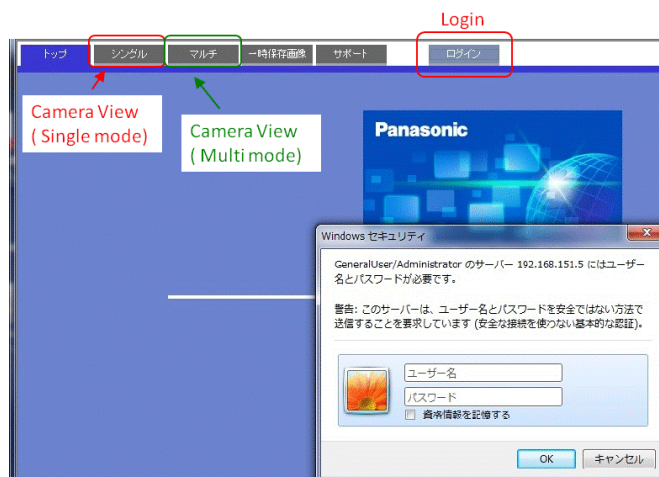 Login
トップ
シングル
マルチ
一時保存画像
サポート
ログイン
Camera View
( Single mode)
Camera View
( Multi mode)
Panasonic
Windows セキュリティ
GeneralUser/Administrator のサーバー 192.168.151.5 にはユーザー
名とパスワードが必要です。
警告: このサーバーは、ユーザー名とパスワードを安全ではない方法で
送信することを要求しています (安全な接続を使わない基本的な認証)。
ユーザー名
パスワード
資格情報を記憶する
OK
キャンセル